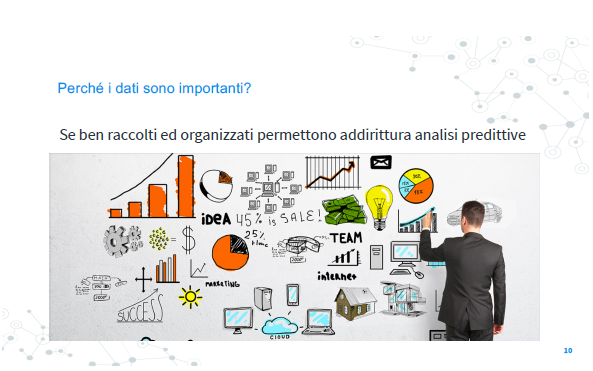 Perché i dati sono importanti?
Se ben raccolti ed organizzati permettono addirittura analisi predittive
iDEA 45% is SALE!
25%
time
TEAM
internet
MARKETING
SUCCESS
CLOUD
10